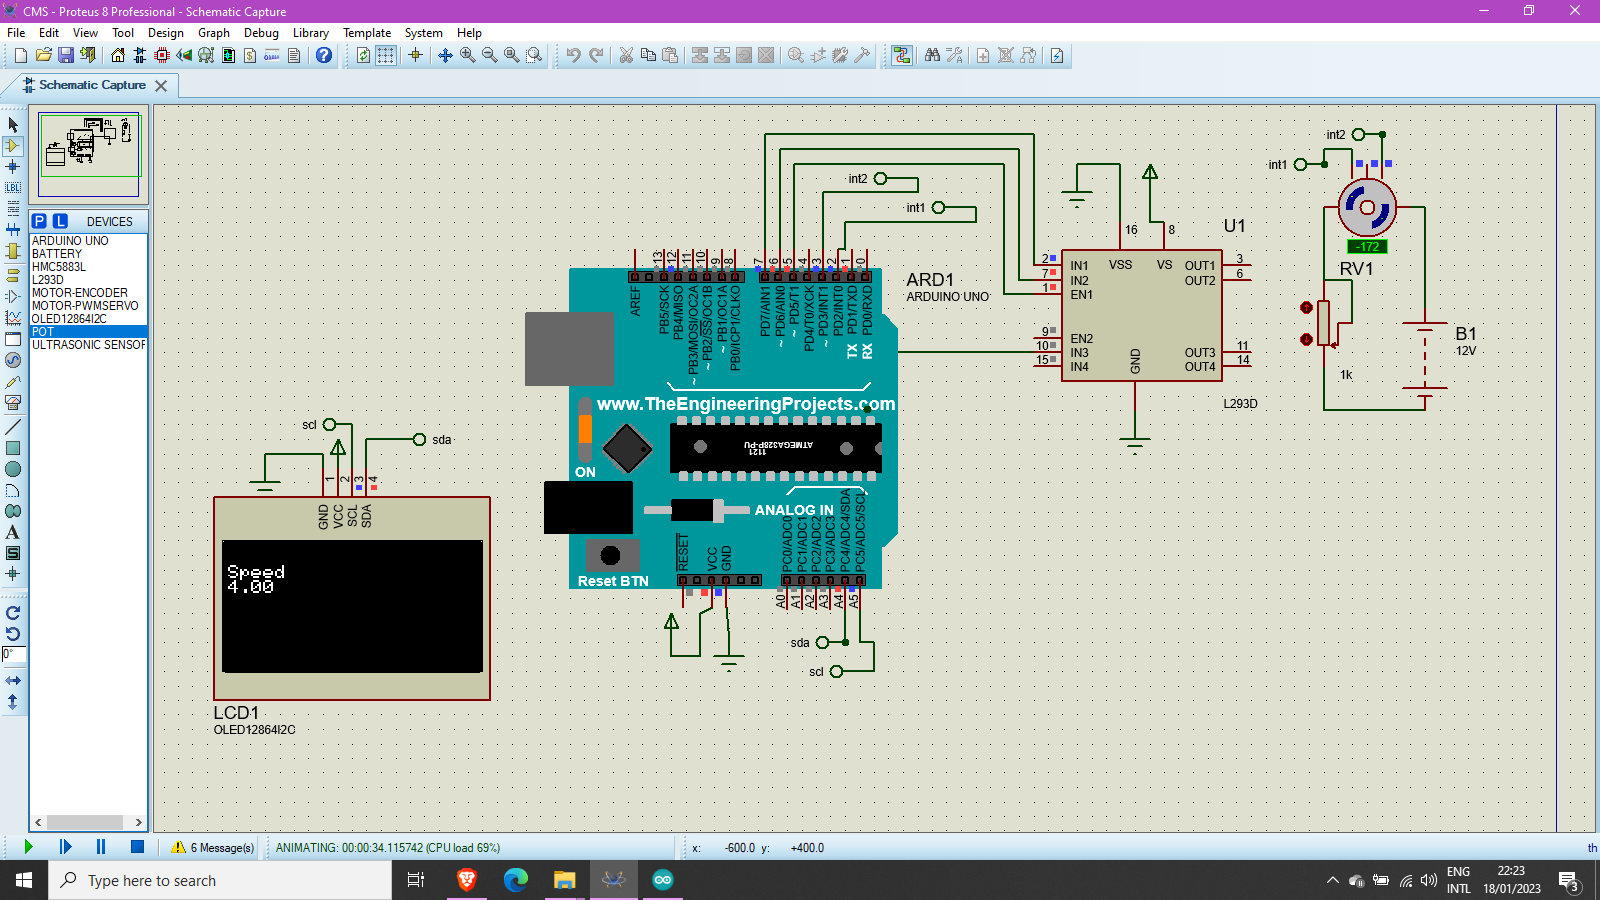 CMS - Proteus 8 Professional - Schematic Capture
File Edit View Tool Design Graph Debug Library Template System Help
Schematic Capture
P L DEVICES
ARDUINO UNO
BATTERY
HMC5883L
L293D
MOTOR-ENCODER
MOTOR-PWMSERVO
OLED12864I2C
POT
ULTRASONIC SENSOR
LBL
A
S
0°
int2
int1
int2
int1
16
8
U1
VSS VS
2 IN1 OUT1 3
7 IN2 OUT2 6
1 EN1
9 EN2
10 IN3 OUT3 11
15 IN4 OUT4 14
GND
L293D
-172
RV1
1k
B1
12V
13 12 11 10 9 8 7 6 5 4 3 2 1 0
AREF
PB5/SCK
PB4/MISO
~ PB3/MOSI/OC2A
~ PB2/SS/OC1B
~ PB1/OC1A
PB0/ICP1/CLKO
PD7/AIN1
~ PD6/AIN0
~ PD5/T1
PD4/T0/XCK
~ PD3/INT1
PD2/INT0
PD1/TXD
PD0/RXD
TX
RX
ARD1
ARDUINO UNO
www.TheEngineeringProjects.com
ATMEGA328P-PU
1121
ON
ANALOG IN
Reset BTN
RESET
VCC
GND
PC0/ADC0
PC1/ADC1
PC2/ADC2
PC3/ADC3
PC4/ADC4/SDA
PC5/ADC5/SCL
A0 A1 A2 A3 A4 A5
sda
scl
scl
sda
1 2 3 4
GND
VCC
SCL
SDA
Speed
4.00
LCD1
OLED12864I2C
6 Message(s)
ANIMATING: 00:00:34.115742 (CPU load 69%)
x: -600.0 y: +400.0
th
Type here to search
ENG
INTL
22:23
18/01/2023
3